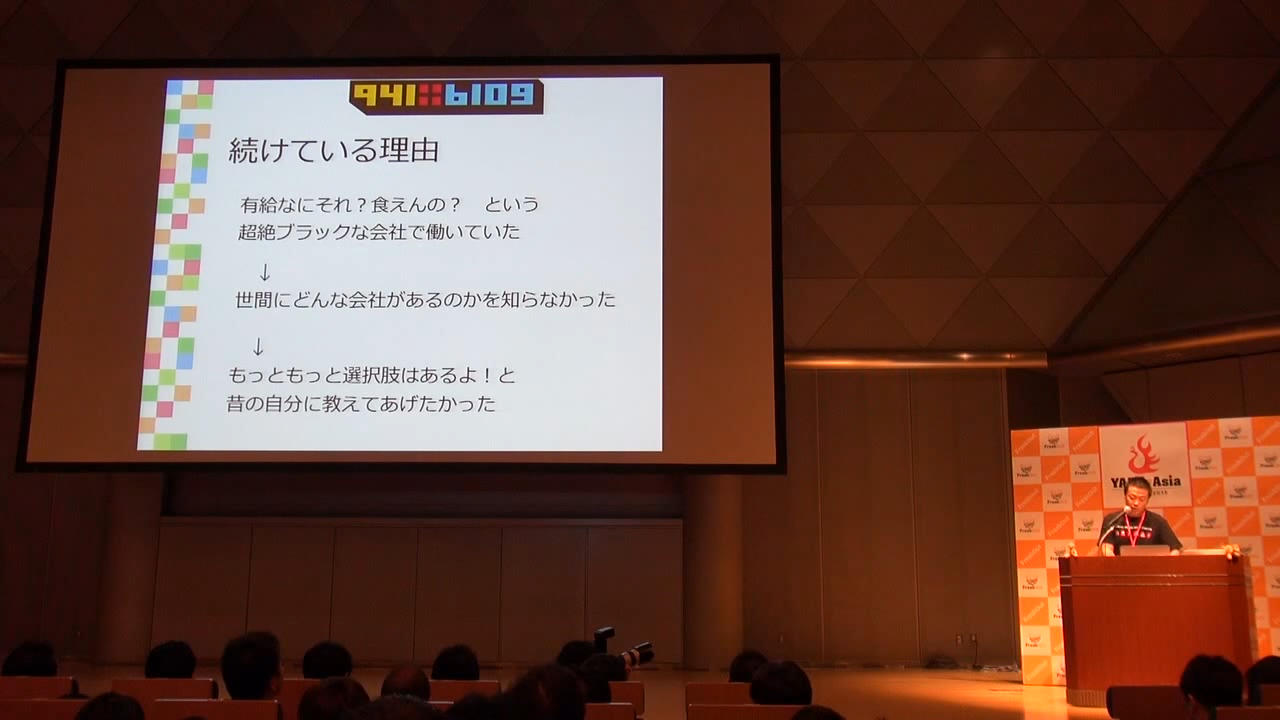 941::blog
続けている理由
有給なにそれ？食えんの？　という
超絶ブラックな会社で働いていた
↓
世間にどんな会社があるのかを知らなかった
↓
もっともっと選択肢はあるよ！と
昔の自分に教えてあげたかった
Asia